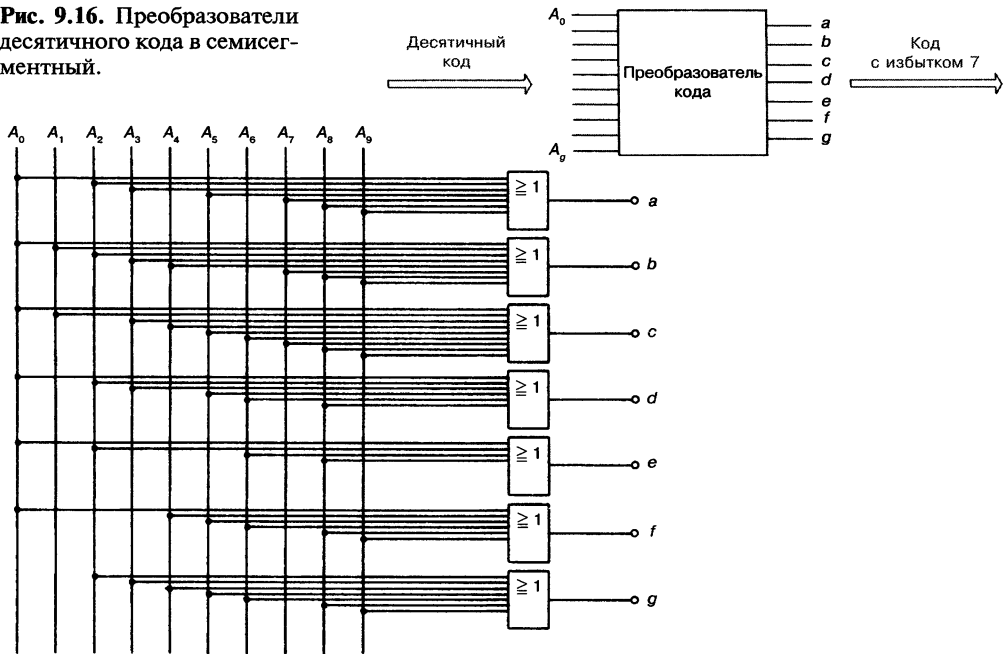 Рис. 9.16. Преобразователи
десятичного кода в семисег-
ментный.
Десятичный
код
A₀
A_g
Преобразователь
кода
a
b
c
d
e
f
g
Код
с избытком 7
A₀ A₁ A₂ A₃ A₄ A₅ A₆ A₇ A₈ A₉
≧ 1
a
≧ 1
b
≧ 1
c
≧ 1
d
≧ 1
e
≧ 1
f
≧ 1
g